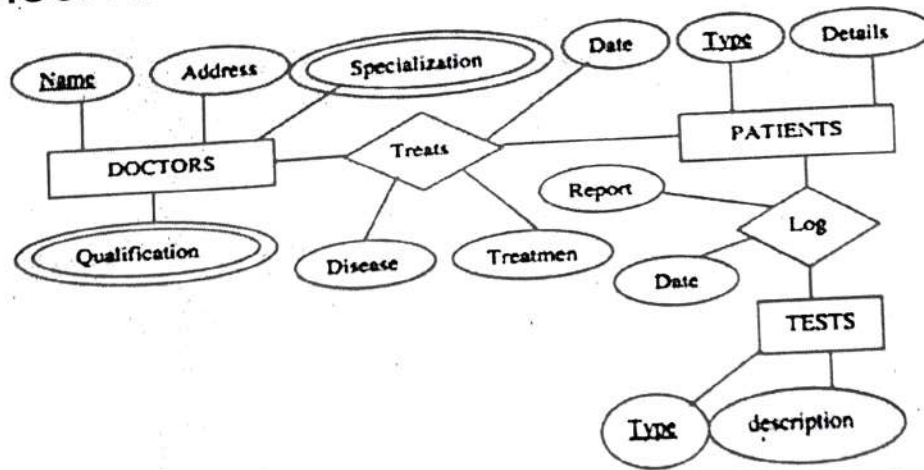 Name
Address
Specialization
Date
Type
Details
DOCTORS
Treats
PATIENTS
Report
Log
Qualification
Disease
Treatmen
Date
TESTS
Type
description